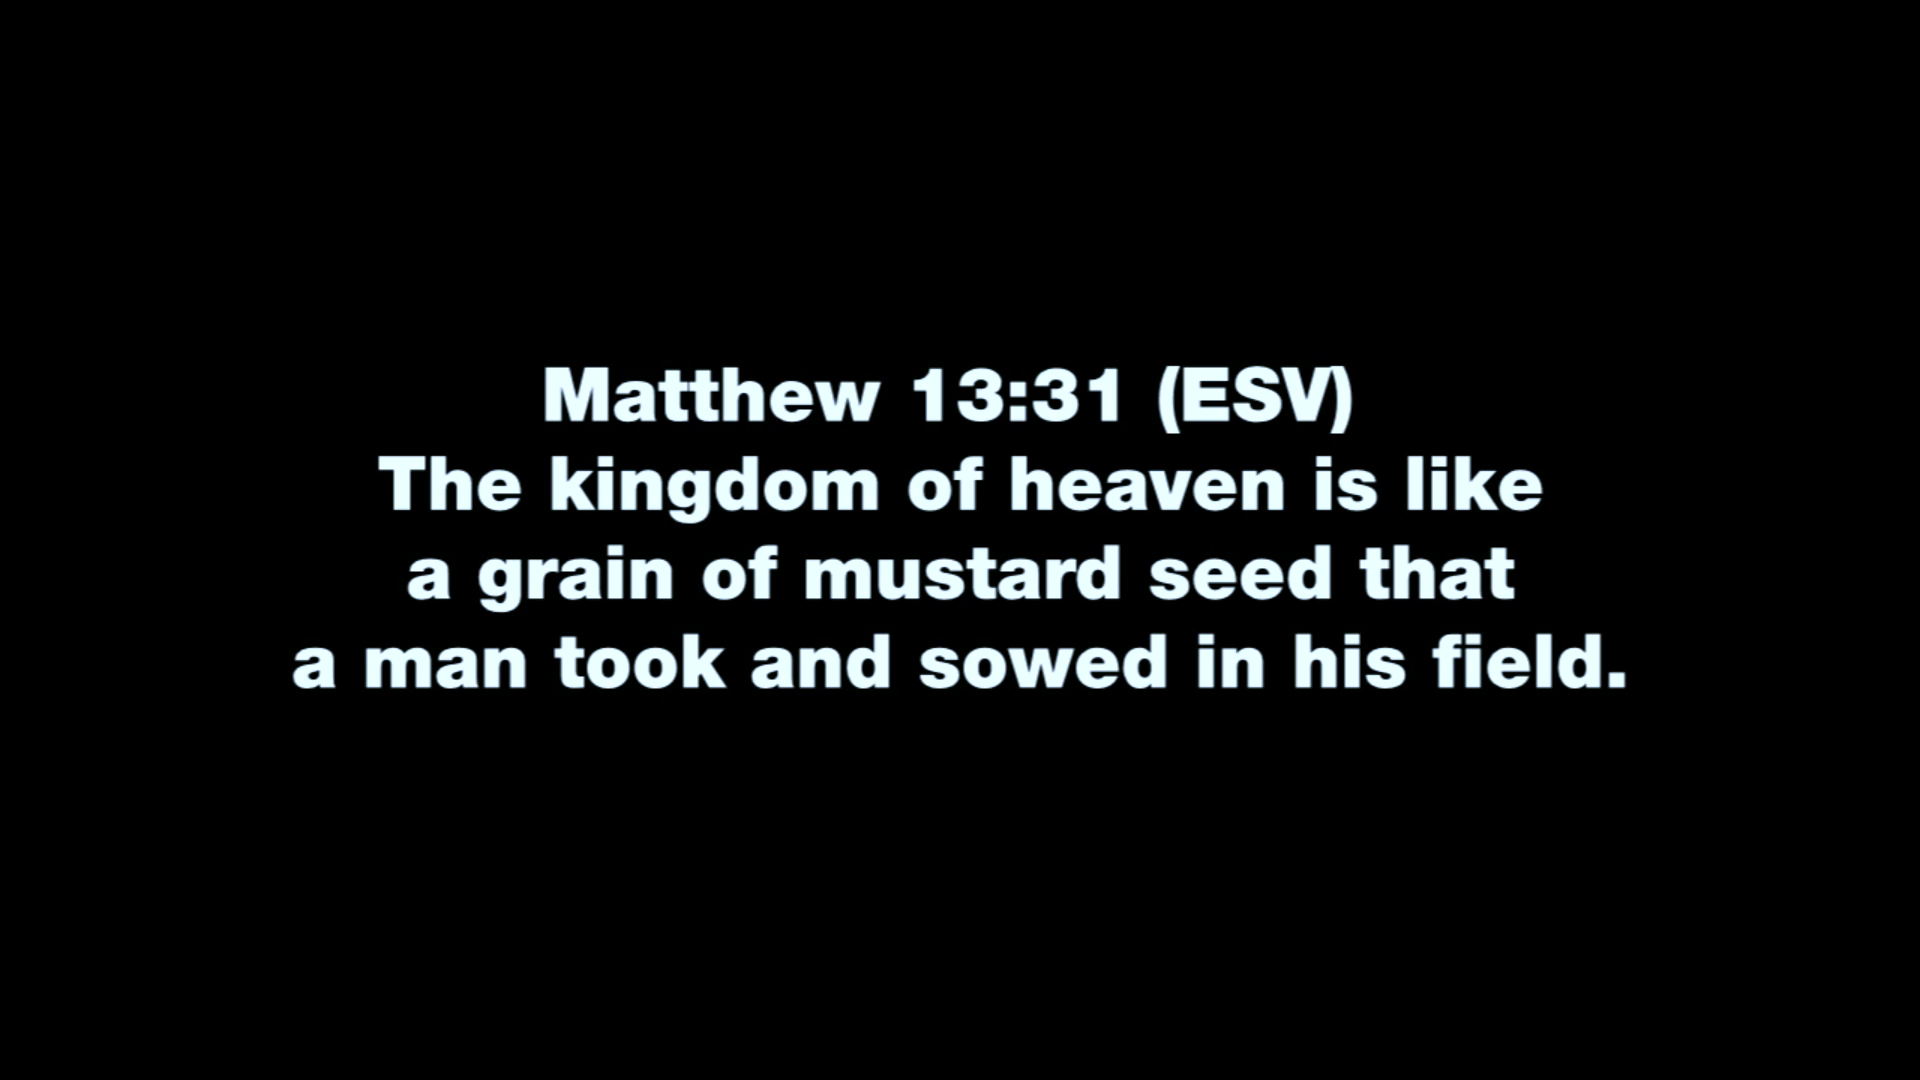 Matthew 13:31 (ESV)
The kingdom of heaven is like
a grain of mustard seed that
a man took and sowed in his field.